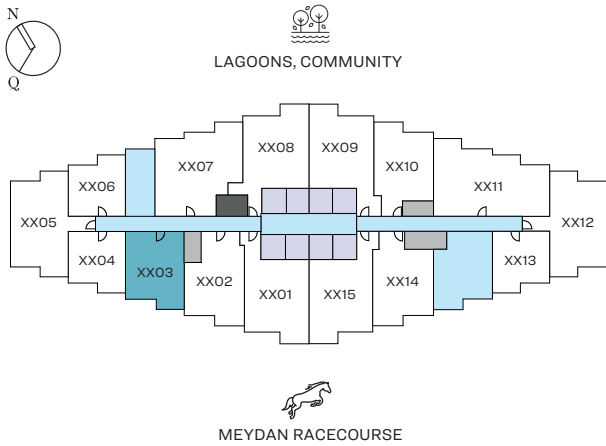 N
Q
LAGOONS, COMMUNITY
XX08 XX09
XX07 XX10
XX06 XX11
XX05 XX12
XX04 XX03 XX02 XX01 XX15 XX14 XX13
MEYDAN RACECOURSE